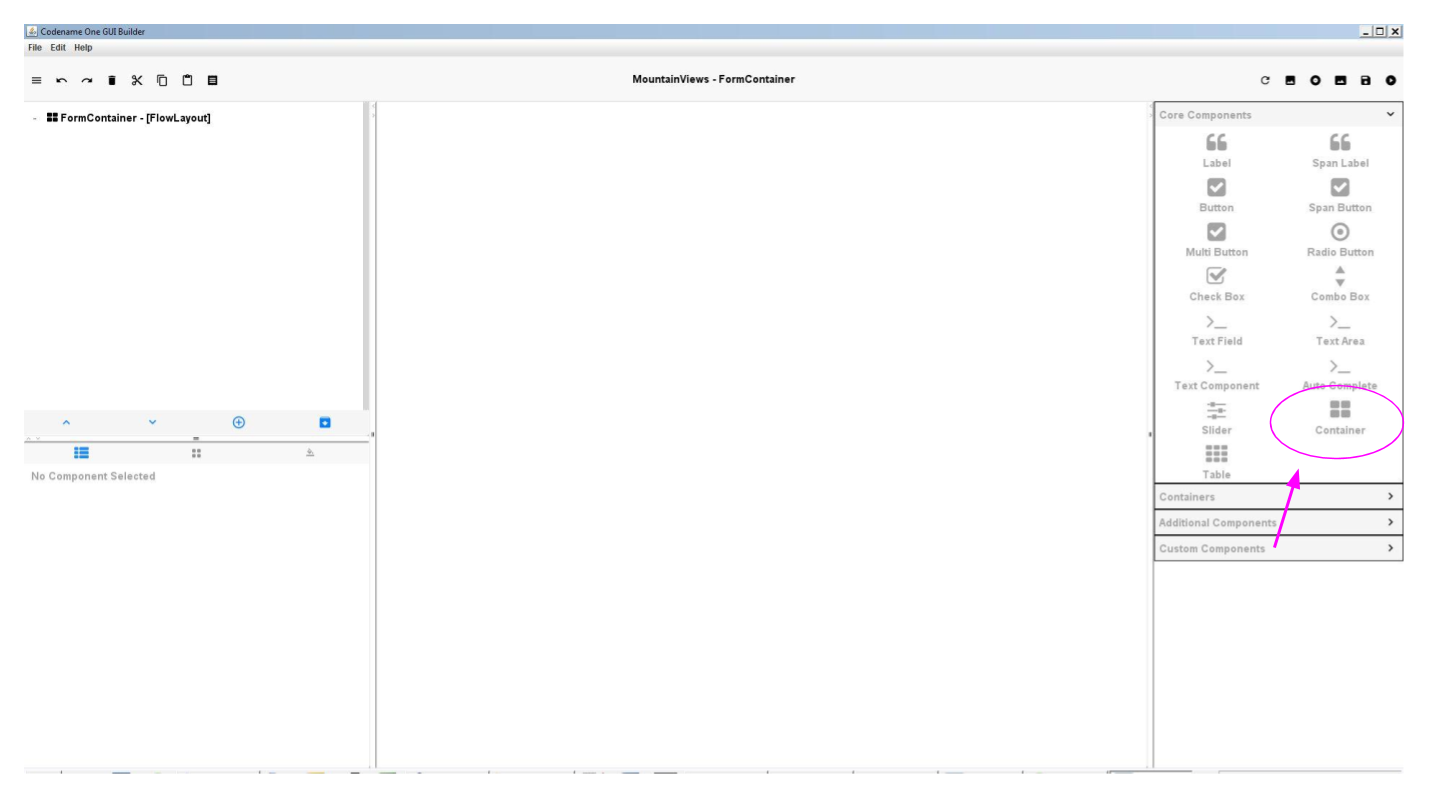 Codename One GUI Builder
File Edit Help
MountainViews - FormContainer
- FormContainer - [FlowLayout]
No Component Selected
Core Components
Label Span Label
Button Span Button
Multi Button Radio Button
Check Box Combo Box
Text Field Text Area
Text Component Auto Complete
Slider Container
Table
Containers
Additional Components
Custom Components